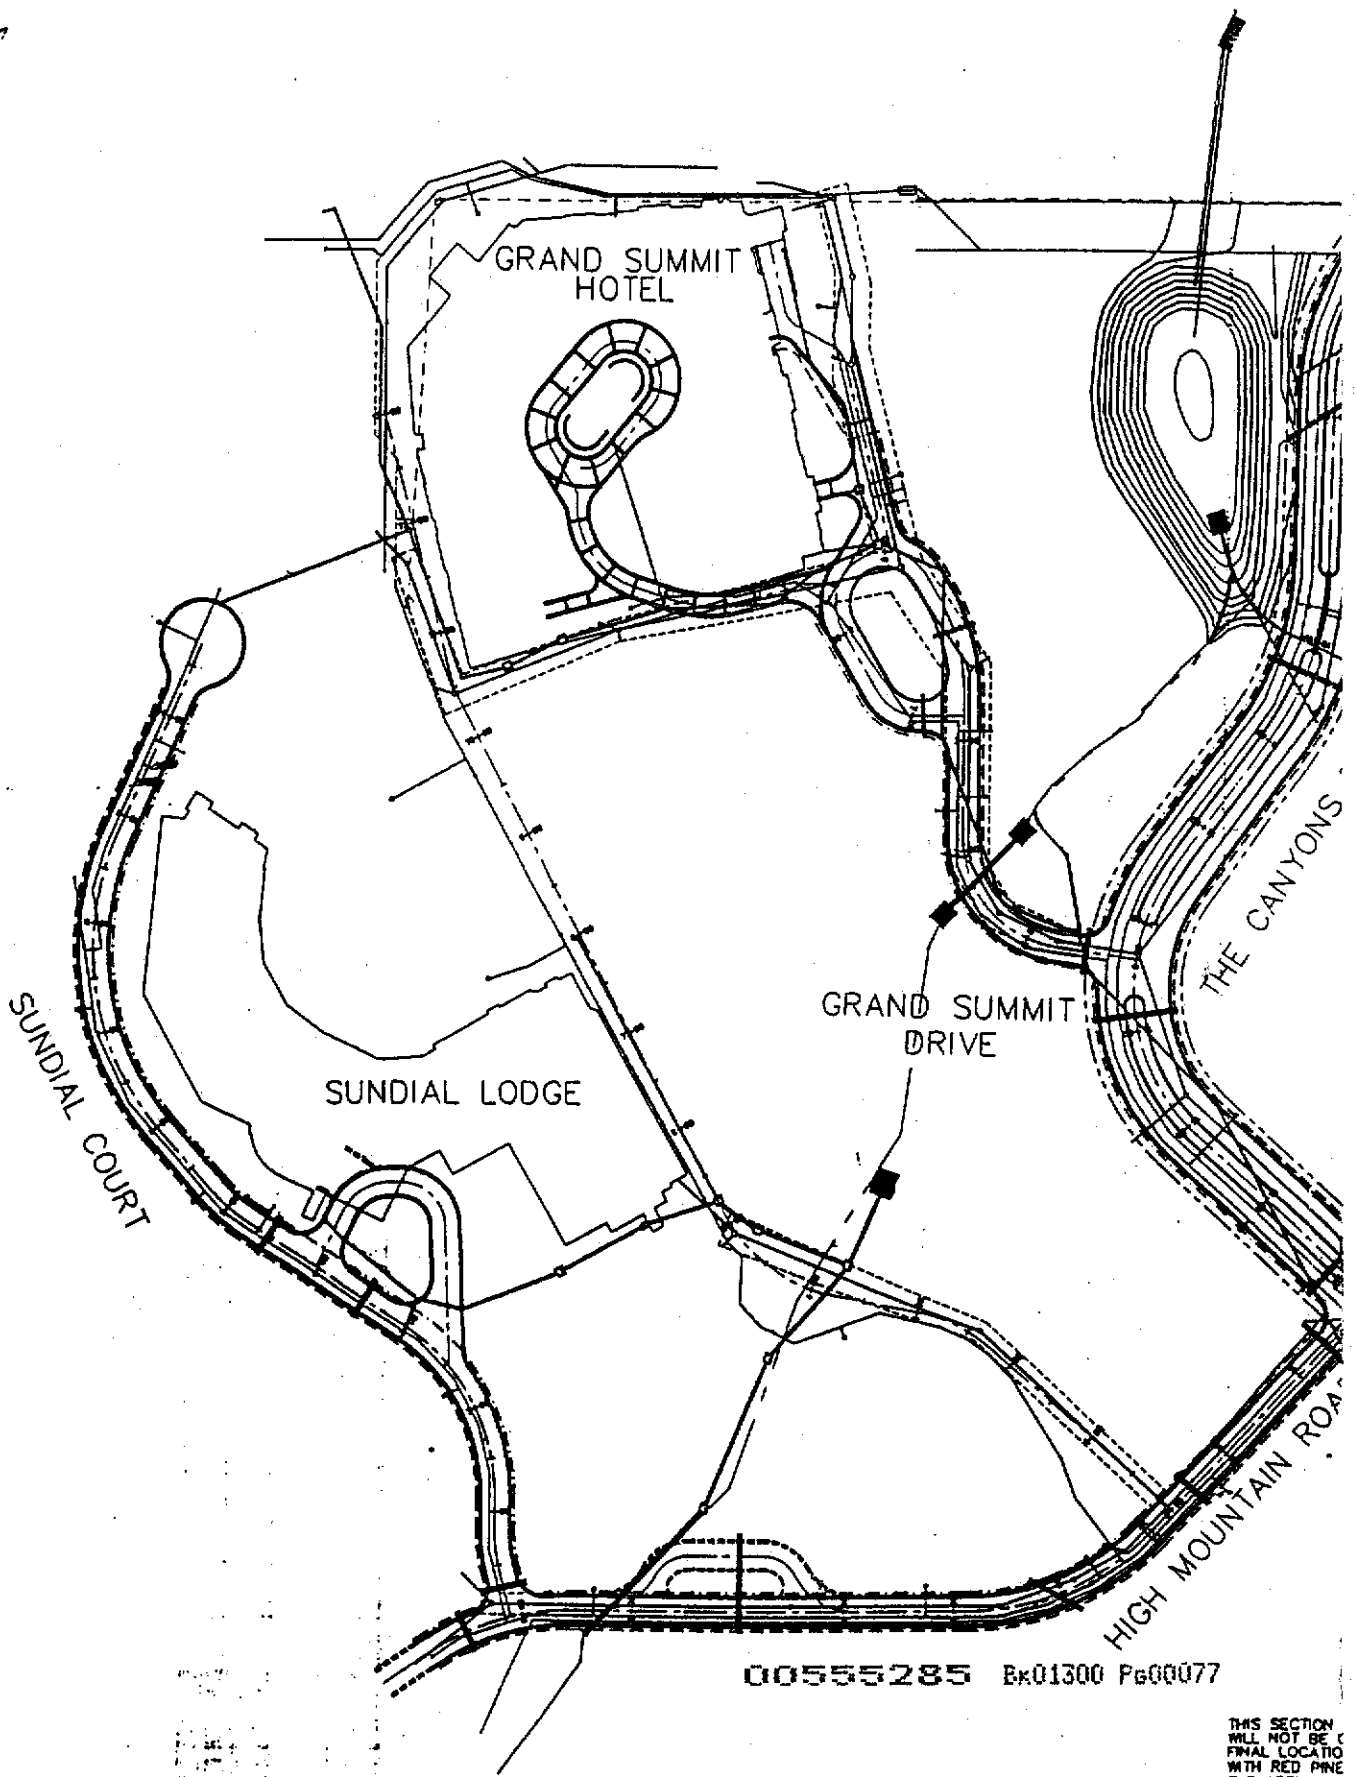 GRAND SUMMIT
HOTEL
THE CANYONS
GRAND SUMMIT
DRIVE
SUNDIAL COURT
SUNDIAL LODGE
HIGH MOUNTAIN ROA
00555285 BK01300 PG00077
THIS SECTION
WILL NOT BE
FINAL LOCATIO
WITH RED PINE